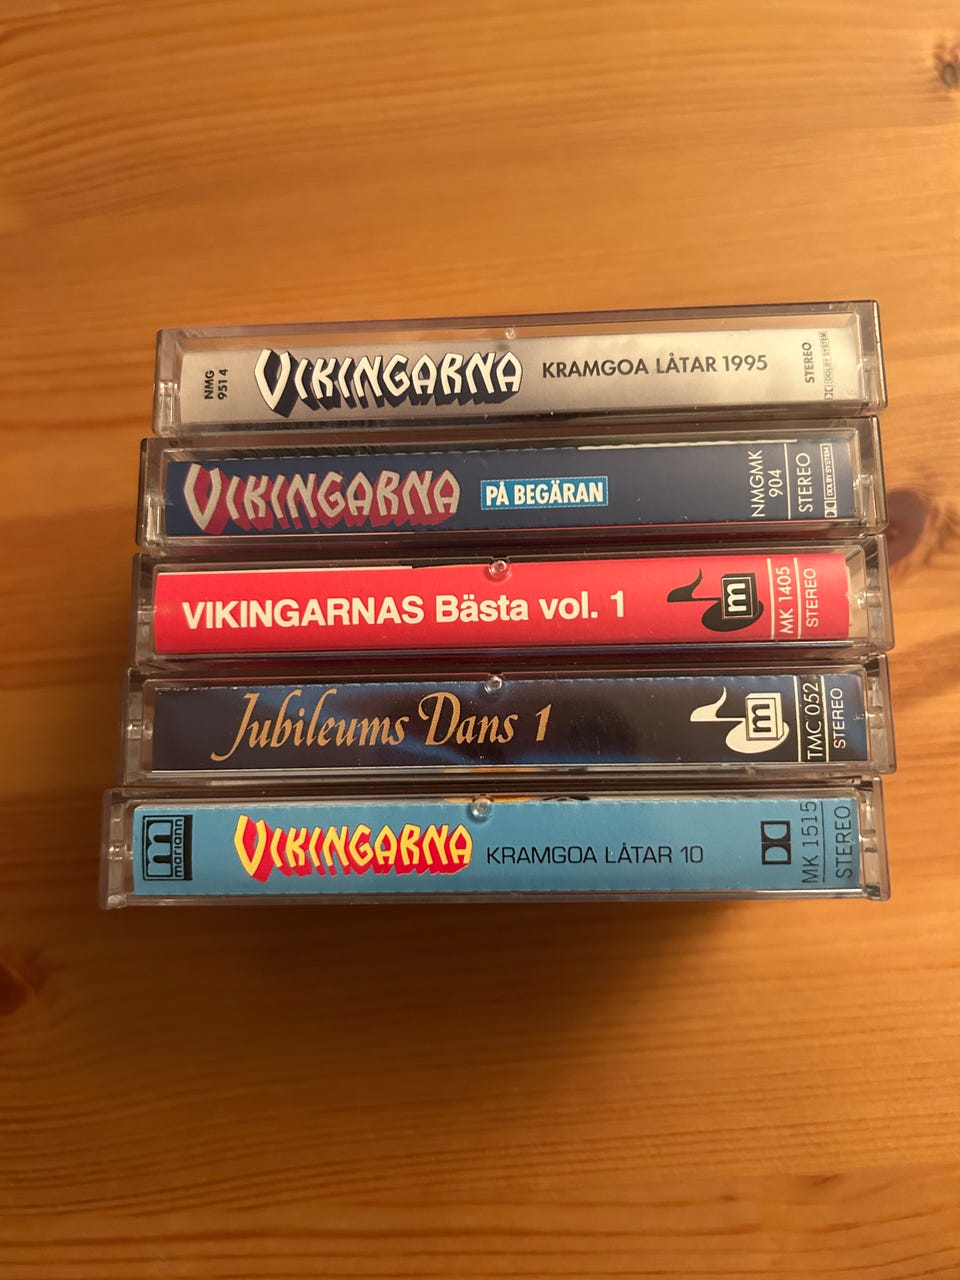 NMG
9514
VIKINGARNA
KRAMGOA LÅTAR 1995
STEREO
DOLBY SYSTEM
VIKINGARNA
PÅ BEGÄRAN
NMGMK
904
STEREO
DOLBY SYSTEM
VIKINGARNAS Bästa vol. 1
m
MK 1405
STEREO
Jubileums Dans 1
m
TMC 052
STEREO
m
mariann
VIKINGARNA
KRAMGOA LÅTAR 10
MK 1515
STEREO